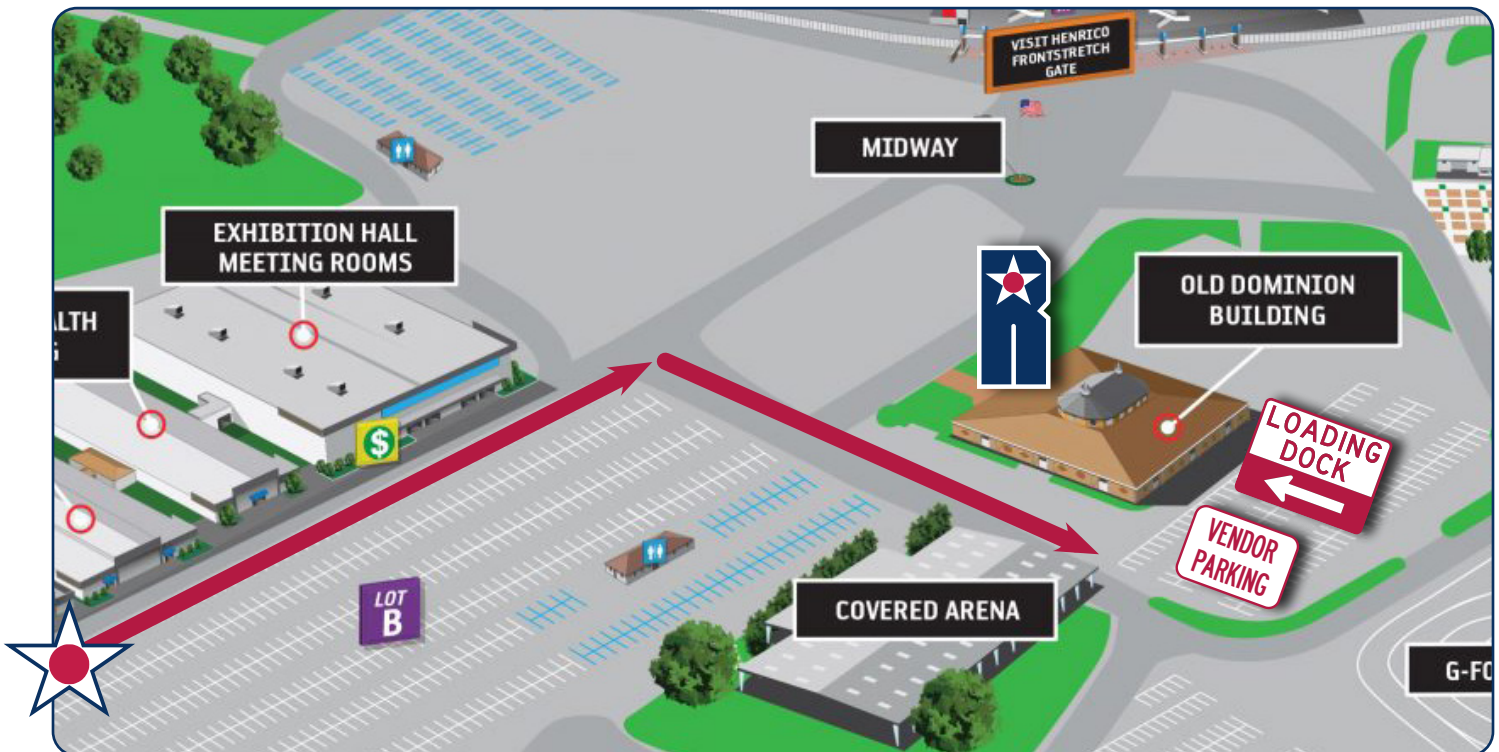 VISIT HENRICO
FRONTSTRETCH
GATE
MIDWAY
EXHIBITION HALL
MEETING ROOMS
OLD DOMINION
BUILDING
LOADING
DOCK
$
VENDOR
PARKING
LOT
B
COVERED ARENA